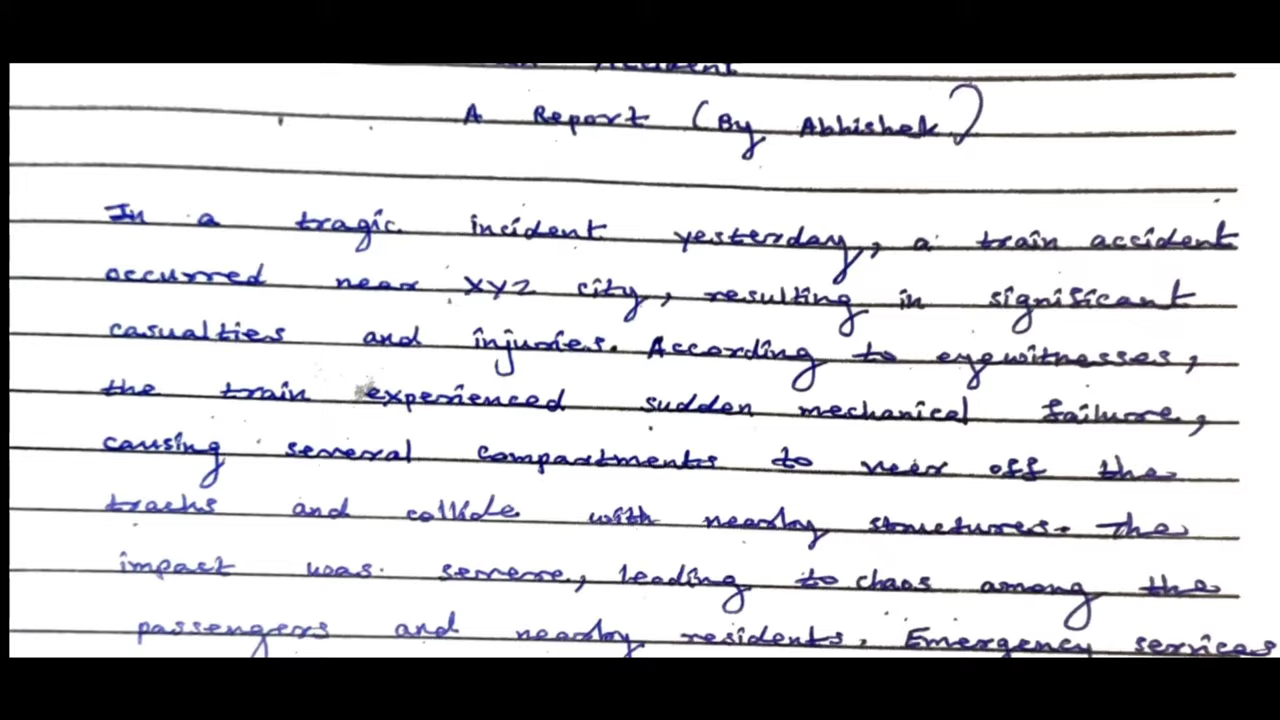 Accident
A Report (By Abhishek)
In a tragic incident yesterday, a train accident
occurred near XYZ city, resulting in significant
casualties and injuries. According to eyewitnesses,
the train experienced sudden mechanical failure,
causing several compartments to veer off the
tracks and collide with nearby structures. The
impact was severe, leading to chaos among the
passengers and nearby residents. Emergency services